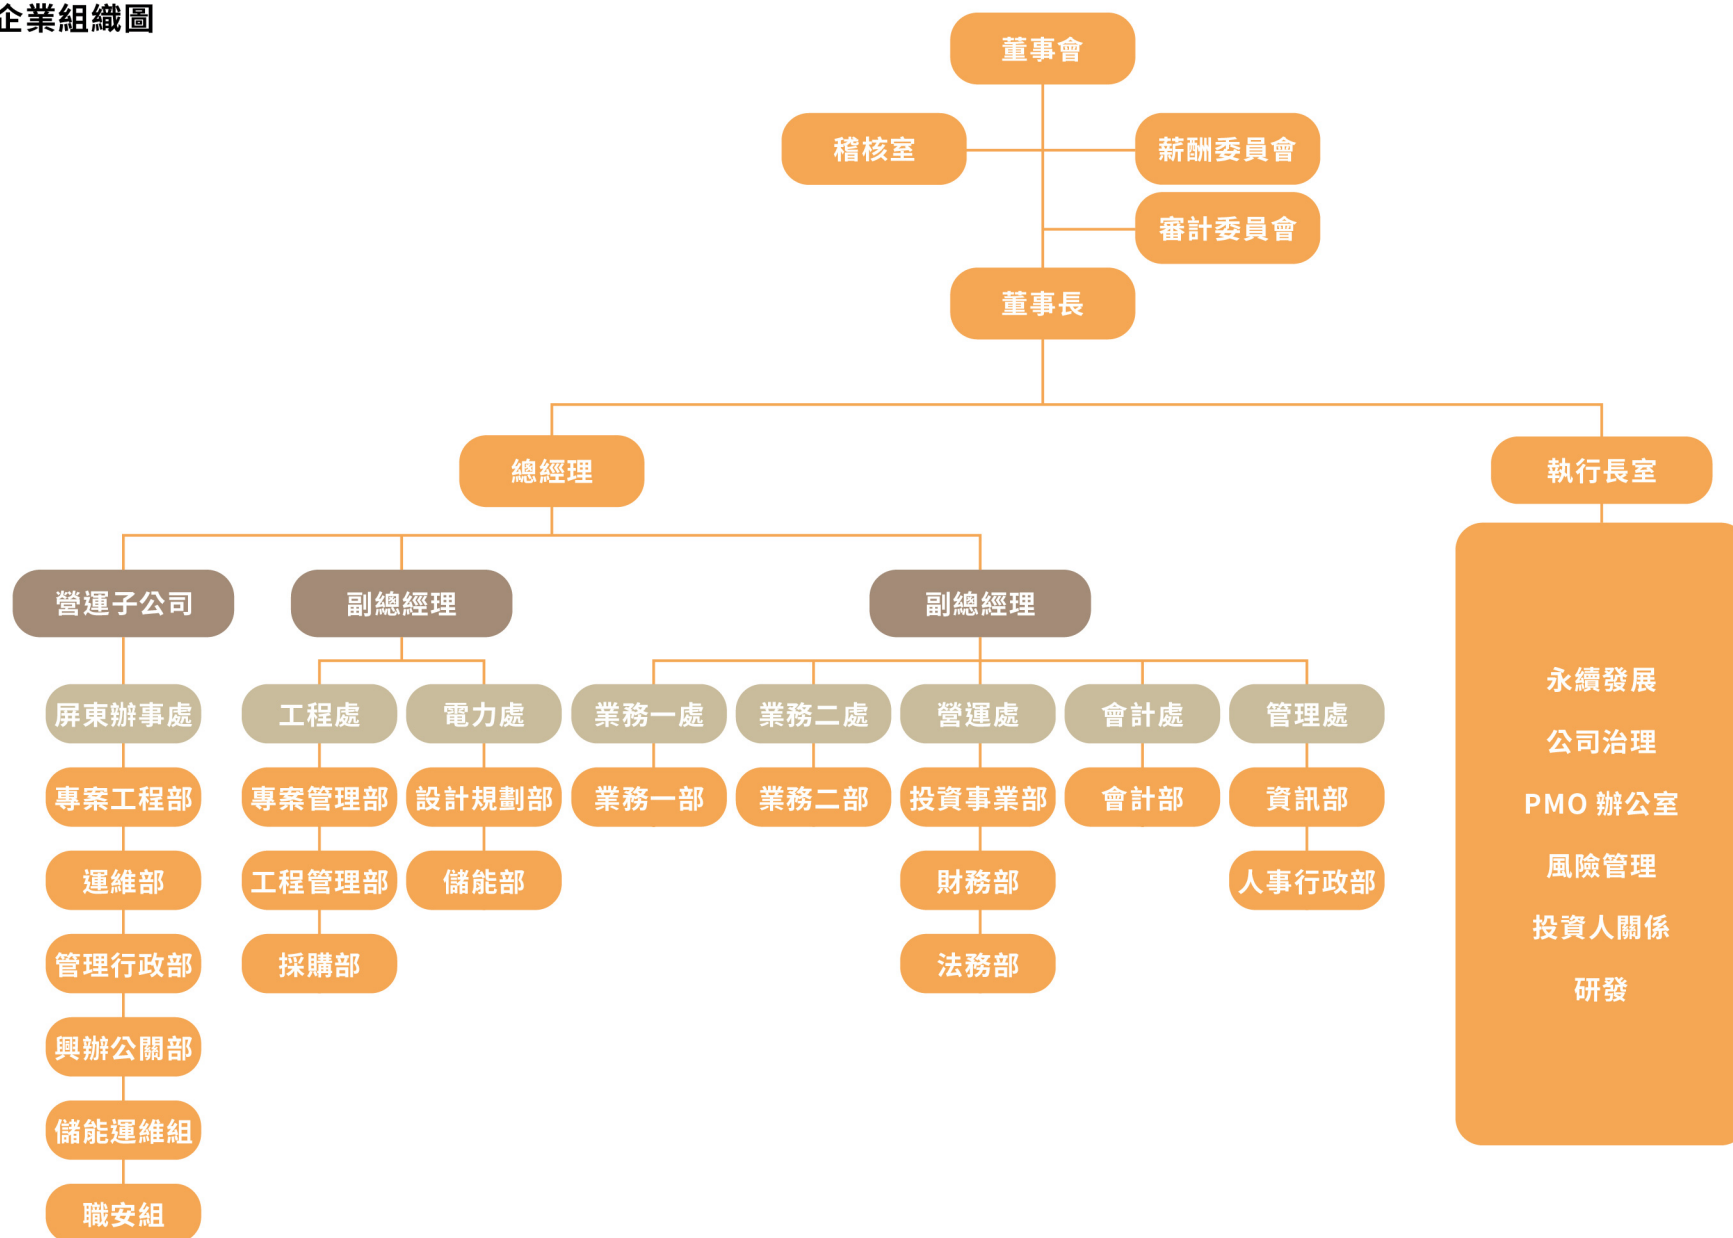 企業組織圖
董事會
稽核室
薪酬委員會
審計委員會
董事長
總經理
執行長室
營運子公司
副總經理
副總經理
屏東辦事處
工程處
電力處
業務一處
業務二處
營運處
會計處
管理處
專案工程部
專案管理部
設計規劃部
業務一部
業務二部
投資事業部
會計部
資訊部
運維部
工程管理部
儲能部
財務部
人事行政部
管理行政部
採購部
法務部
興辦公關部
儲能運維組
職安組
永續發展
公司治理
PMO 辦公室
風險管理
投資人關係
研發